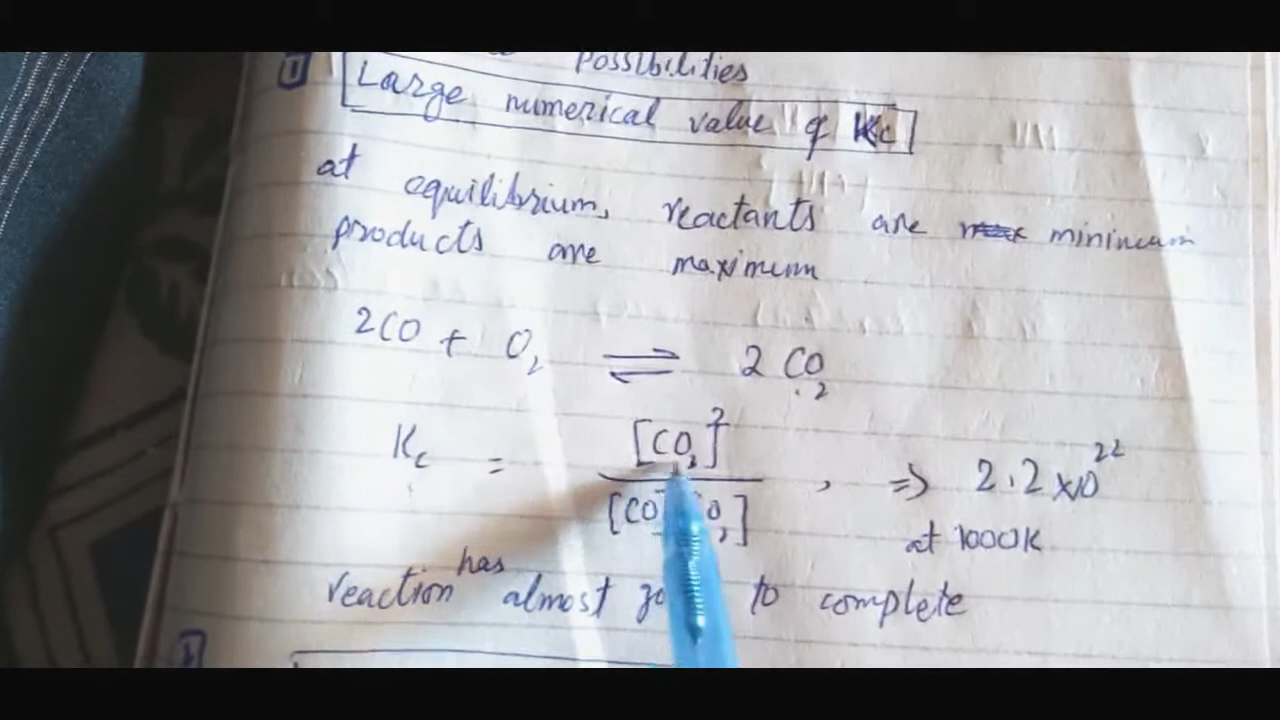 possibilities
1 Large numerical value of Kc
at equilibrium, reactants are minimum
products are maximum
2CO + O₂ ⇌ 2CO₂
Kc = [CO₂]² / [CO] O₂] , ⇒ 2.2×10²²
at 1000K
reaction has almost to complete